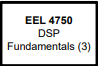 EEL 4750
DSP
Fundamentals (3)